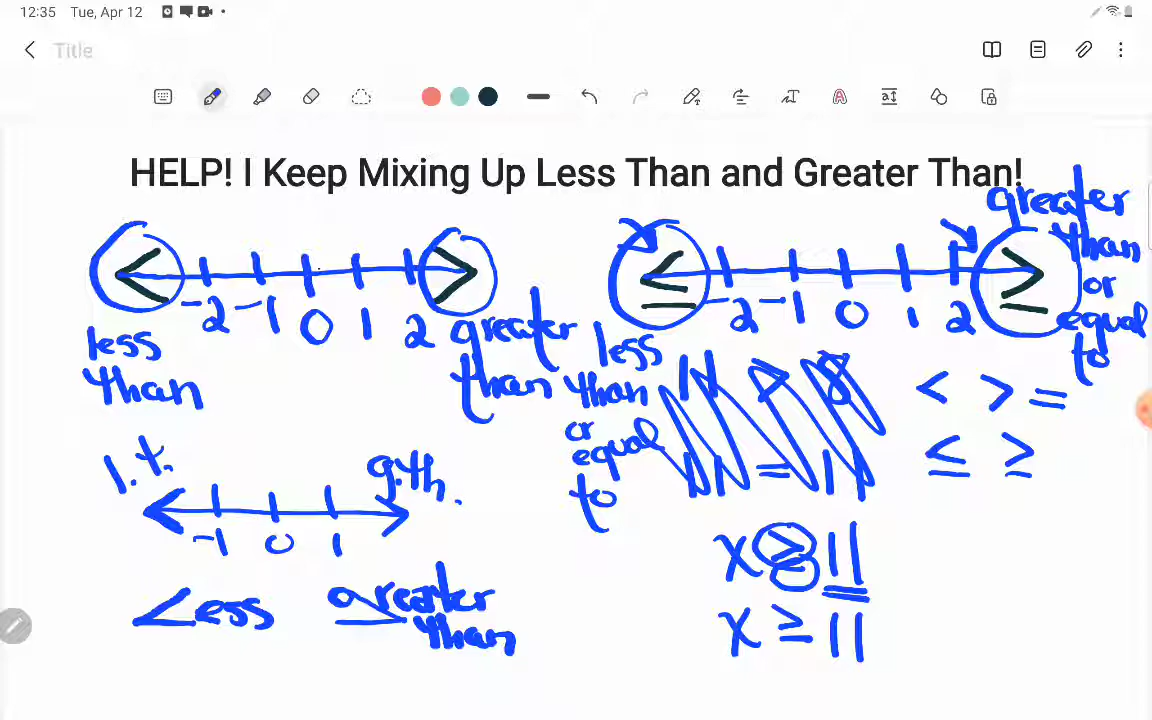 12:35 Tue, Apr 12
Title
HELP! I Keep Mixing Up Less Than and Greater Than!
< -2 -1 0 1 2 >
less
than
greater
than
≤ -2 -1 0 1 2 ≥
less
than
or
equal
to
greater
than
or
equal
to
< > =
≤ ≥
l.t. g.th.
-1 0 1
<ess greater
than
x ≥ 11
x ≥ 11